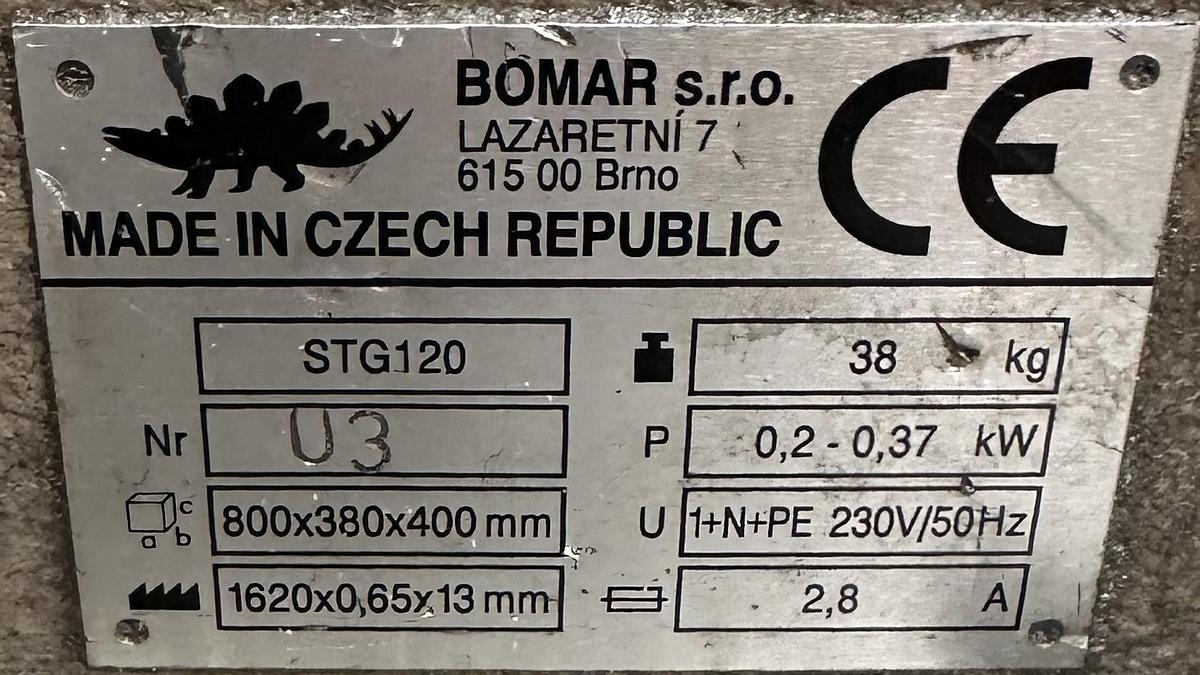 BOMAR s.r.o.
LAZARETNÍ 7
615 00 Brno
MADE IN CZECH REPUBLIC
CE
STG120
38 kg
Nr U3
P 0,2 - 0,37 kW
c
a b
800x380x400 mm
U 1+N+PE 230V/50Hz
1620x0,65x13 mm
2,8 A